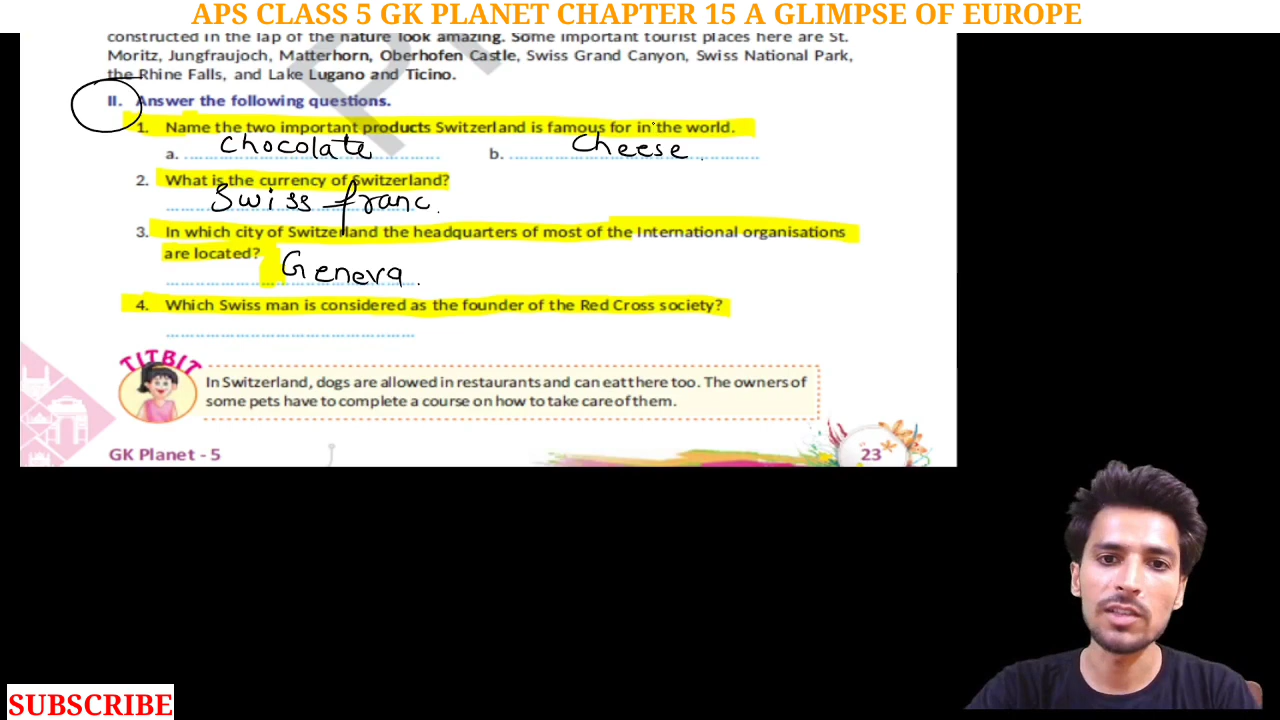 APS CLASS 5 GK PLANET CHAPTER 15 A GLIMPSE OF EUROPE
constructed in the lap of the nature look amazing. Some important tourist places here are St.
Moritz, Jungfraujoch, Matterhorn, Oberhofen Castle, Swiss Grand Canyon, Swiss National Park,
the Rhine Falls, and Lake Lugano and Ticino.
II. Answer the following questions.
1. Name the two important products Switzerland is famous for in the world.
a. Chocolate b. Cheese
2. What is the currency of Switzerland?
Swiss franc.
3. In which city of Switzerland the headquarters of most of the International organisations
are located?
Geneva.
4. Which Swiss man is considered as the founder of the Red Cross society?
TITBIT
In Switzerland, dogs are allowed in restaurants and can eat there too. The owners of
some pets have to complete a course on how to take care of them.
GK Planet - 5 23
SUBSCRIBE